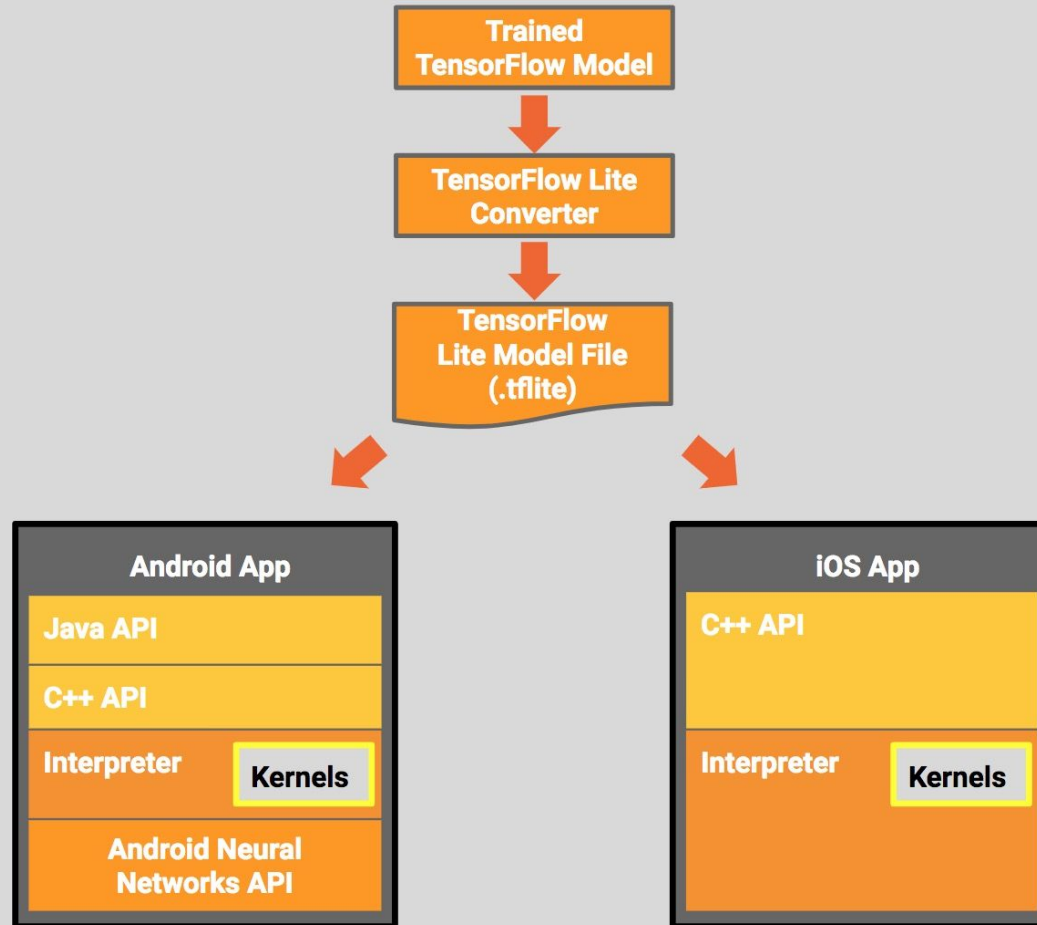 Trained
TensorFlow Model
TensorFlow Lite
Converter
TensorFlow
Lite Model File
(.tflite)
Android App
Java API
C++ API
Interpreter
Kernels
Android Neural
Networks API
iOS App
C++ API
Interpreter
Kernels